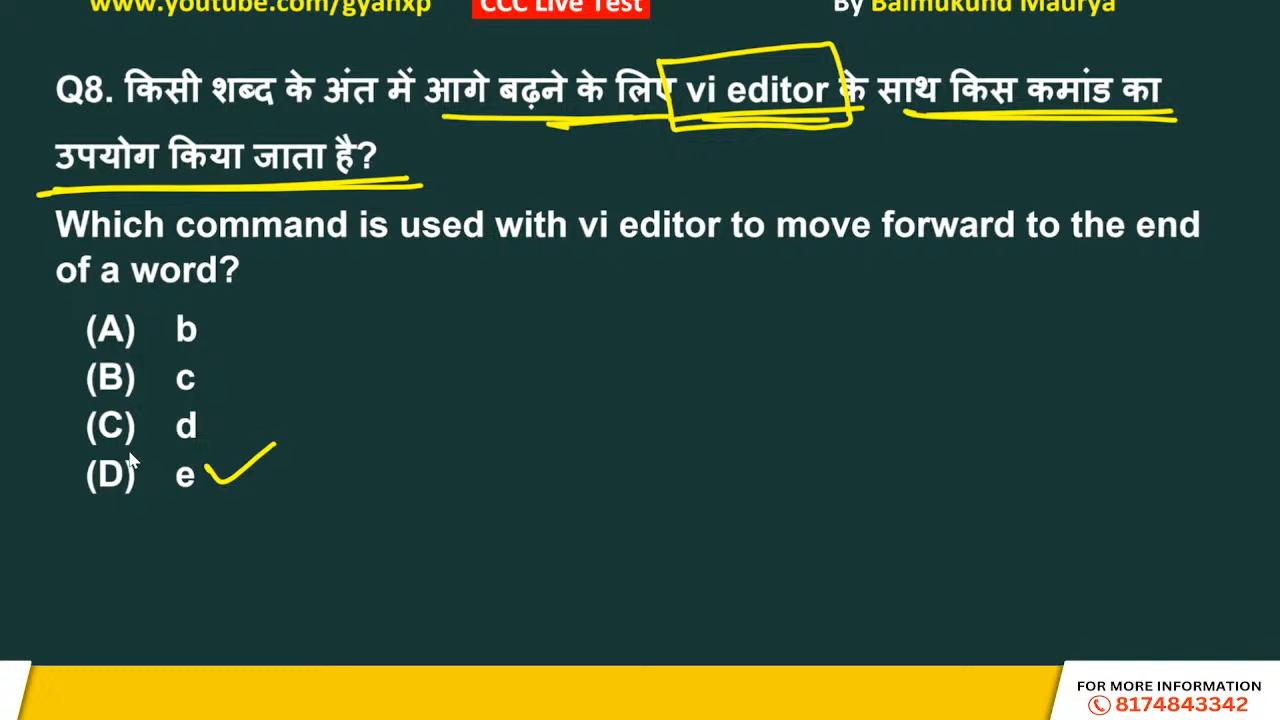 www.youtube.com/gyanxp CCC Live Test By Balmukund Maurya
Q8. किसी शब्द के अंत में आगे बढ़ने के लिए vi editor के साथ किस कमांड का
उपयोग किया जाता है?
Which command is used with vi editor to move forward to the end
of a word?
(A) b
(B) c
(C) d
(D) e
FOR MORE INFORMATION
8174843342